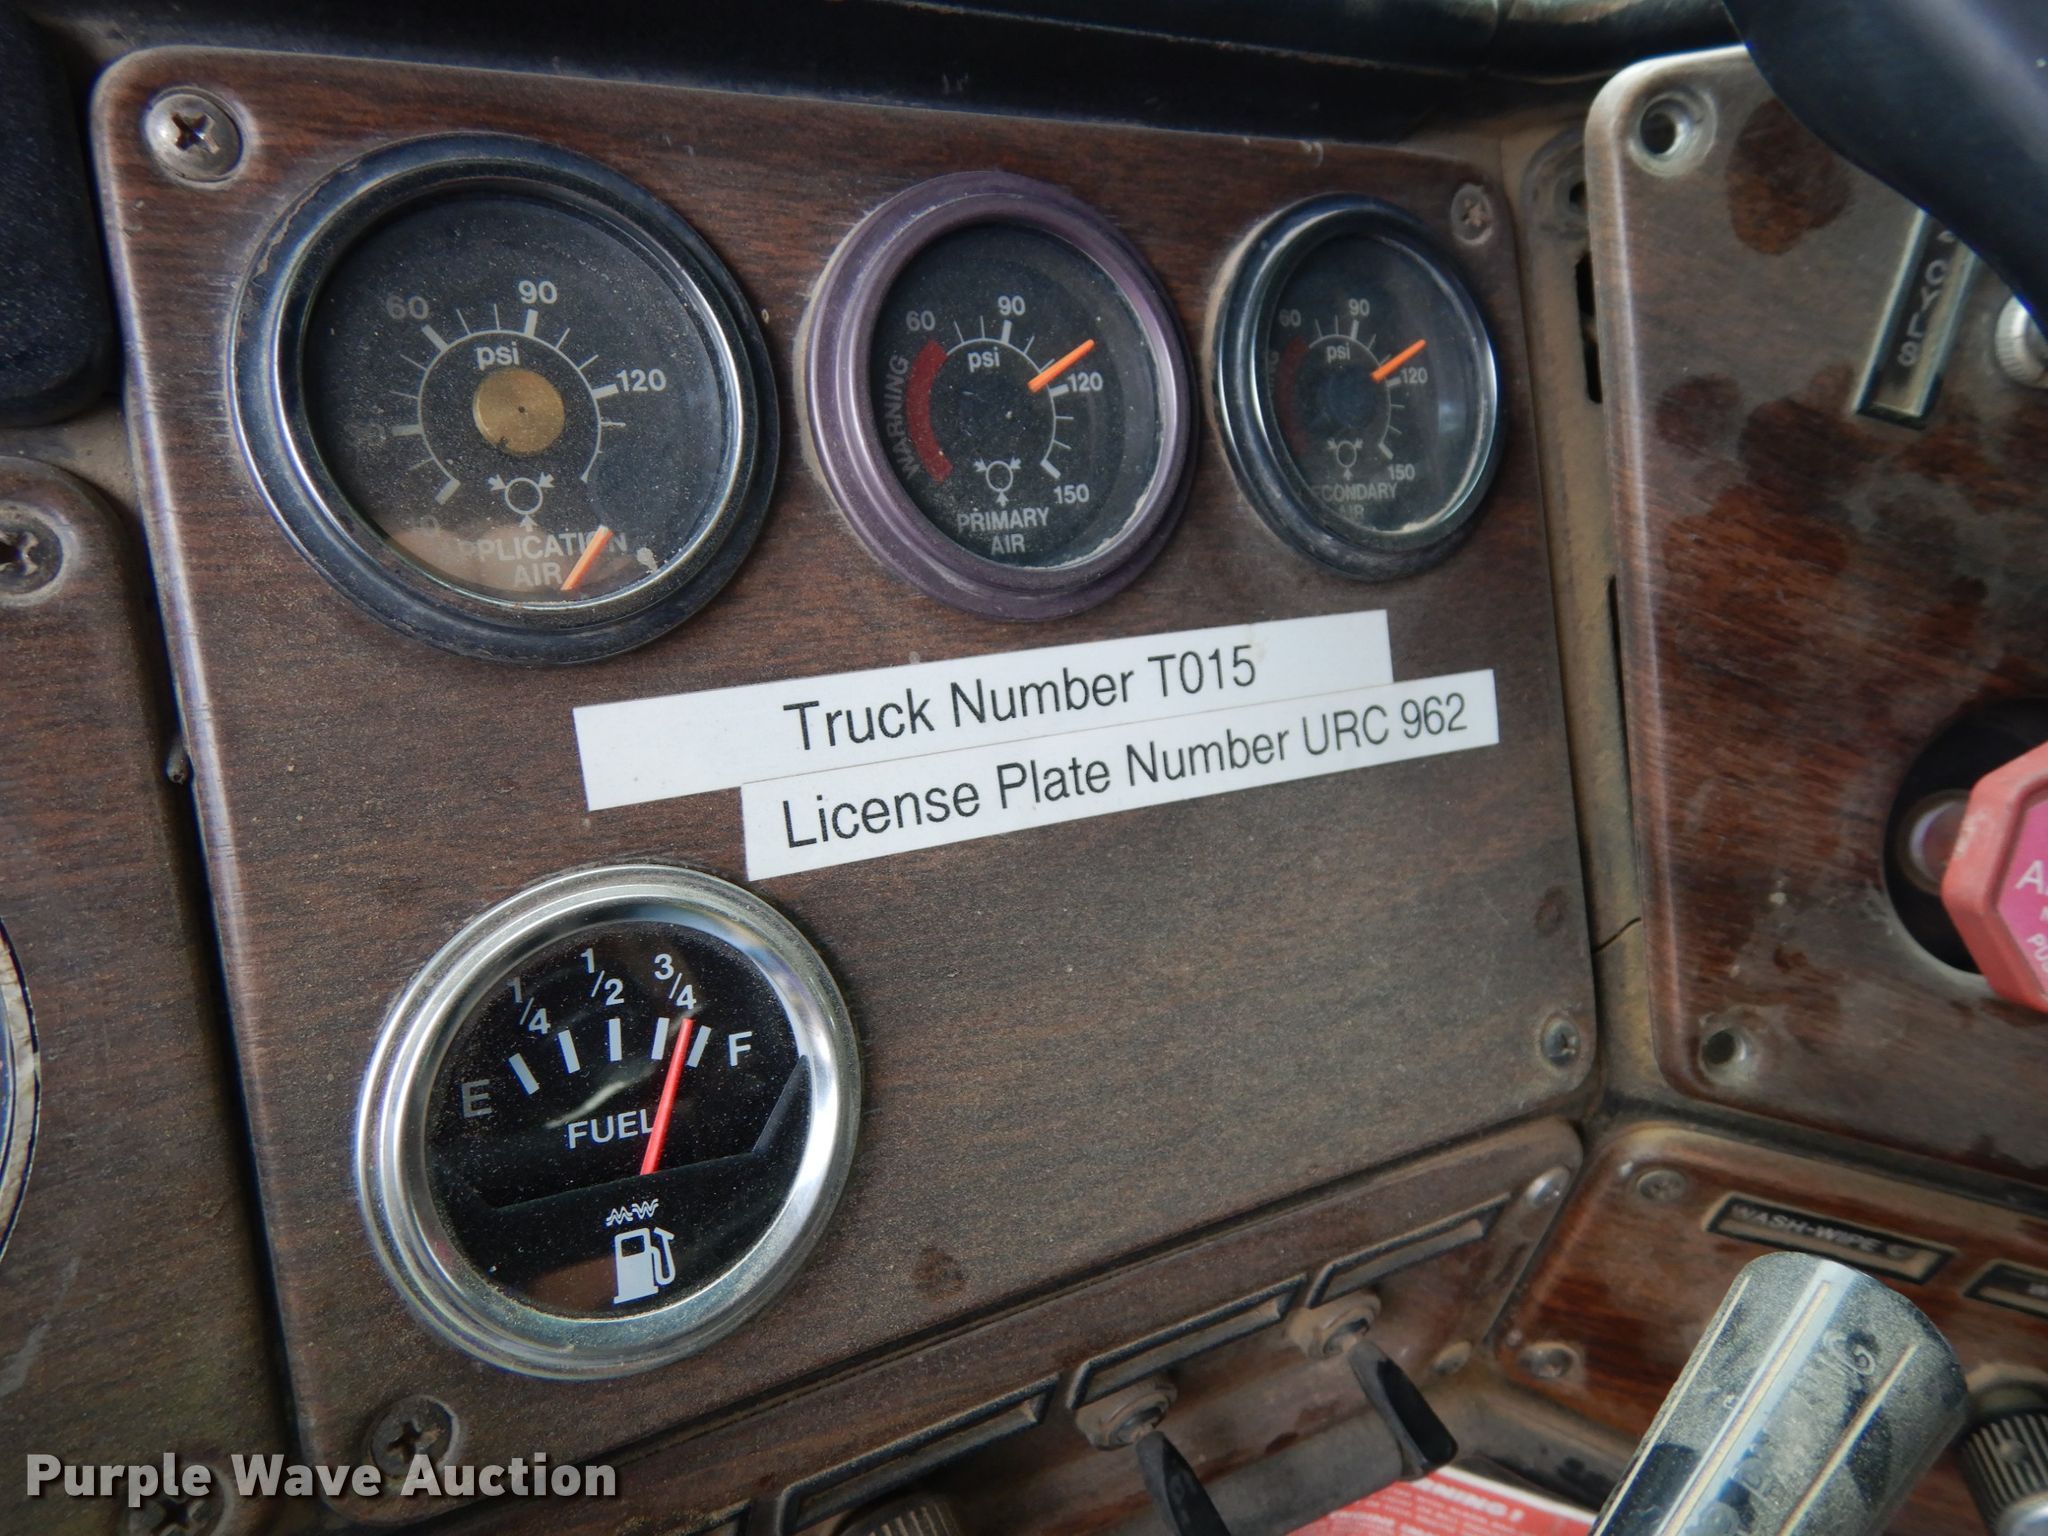 60
90
120
psi
APPLICATION
AIR
60
90
120
150
psi
WARNING
PRIMARY
AIR
60
90
120
150
psi
SECONDARY
AIR
Truck Number T015
License Plate Number URC 962
E
1/4
1/2
3/4
F
FUEL
WASH-WIPE
Purple Wave Auction